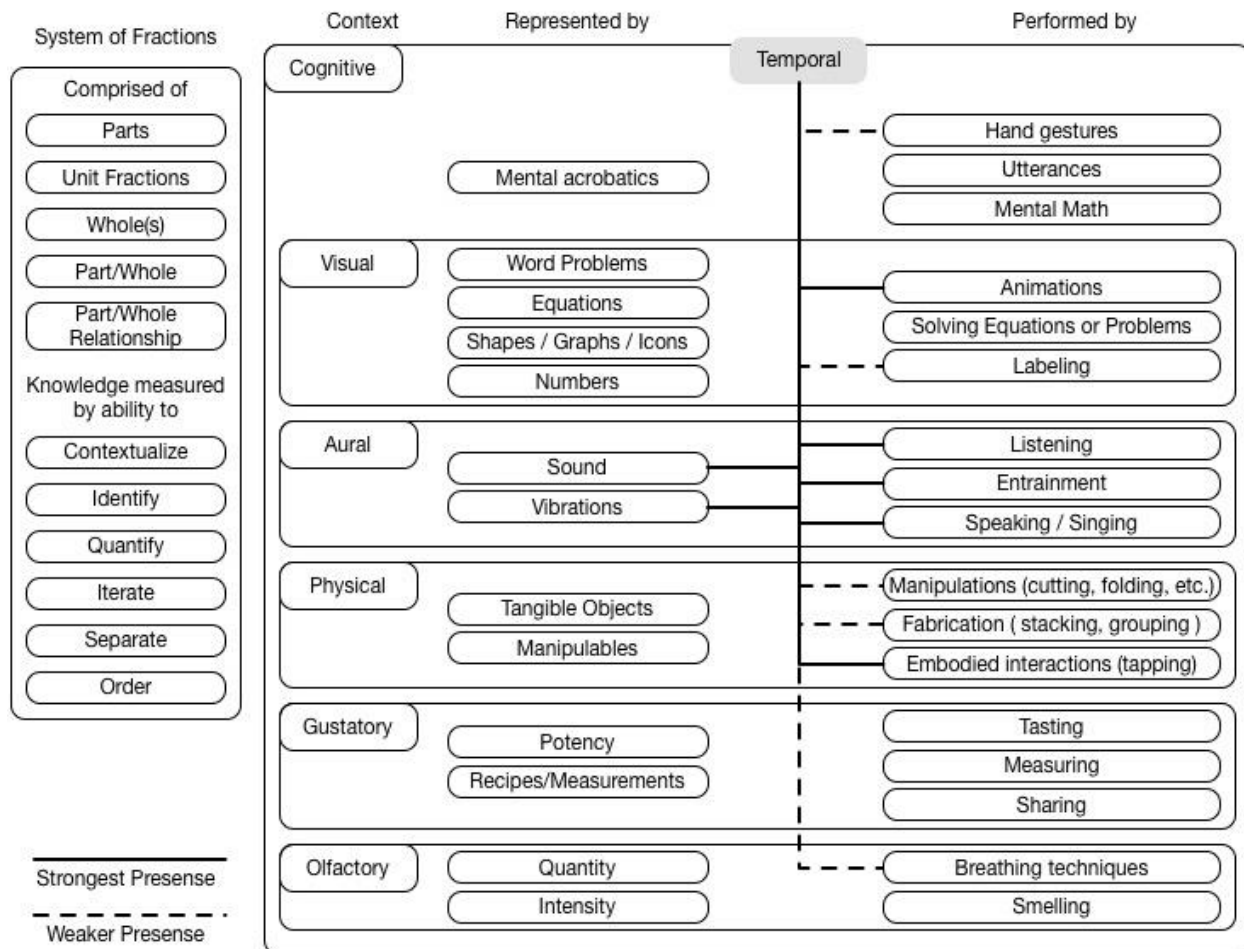 System of Fractions
Comprised of
Parts
Unit Fractions
Whole(s)
Part/Whole
Part/Whole
Relationship
Knowledge measured
by ability to
Contextualize
Identify
Quantify
Iterate
Separate
Order
Strongest Presense
Weaker Presense
Context
Represented by
Performed by
Temporal
Cognitive
Mental acrobatics
Hand gestures
Utterances
Mental Math
Visual
Word Problems
Equations
Shapes / Graphs / Icons
Numbers
Animations
Solving Equations or Problems
Labeling
Aural
Sound
Vibrations
Listening
Entrainment
Speaking / Singing
Physical
Tangible Objects
Manipulables
Manipulations (cutting, folding, etc.)
Fabrication ( stacking, grouping )
Embodied interactions (tapping)
Gustatory
Potency
Recipes/Measurements
Tasting
Measuring
Sharing
Olfactory
Quantity
Intensity
Breathing techniques
Smelling